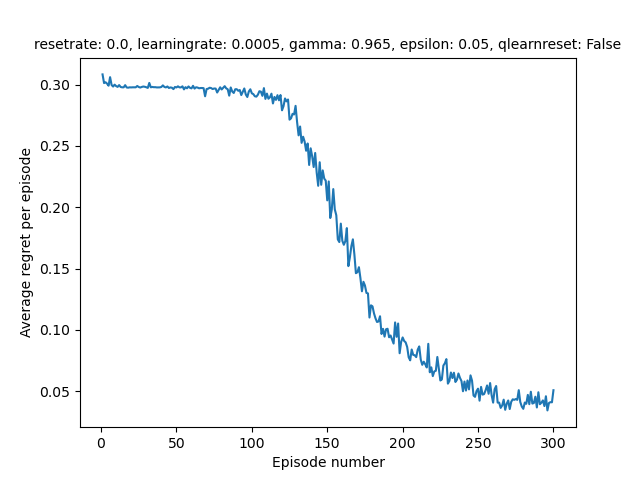 resetrate: 0.0, learningrate: 0.0005, gamma: 0.965, epsilon: 0.05, qlearnreset: False
0.30
0.25
0.20
0.15
0.10
0.05
Average regret per episode
0 50 100 150 200 250 300
Episode number